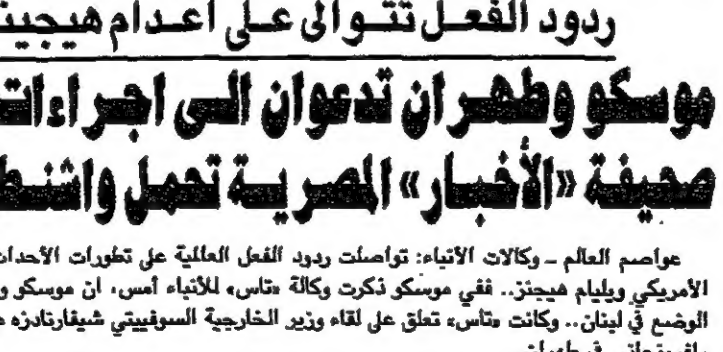 ردود الفعل تتوالى على اعدام هيجينز
موسكو وطهران تدعوان الى اجراءات
صحيفة «الأخبار» المصرية تحمل واشنط
عواصم العالم - وكالات الأنباء: تواصلت ردود الفعل العالمية على تطورات الأحداث
الأمريكي ويليام هيجنز.. ففي موسكو ذكرت وكالة «تاس» للأنباء أمس، ان موسكو و
الوضع في لبنان.. وكانت «تاس» تعلق على لقاء وزير الخارجية السوفييتي شيفارنادزه